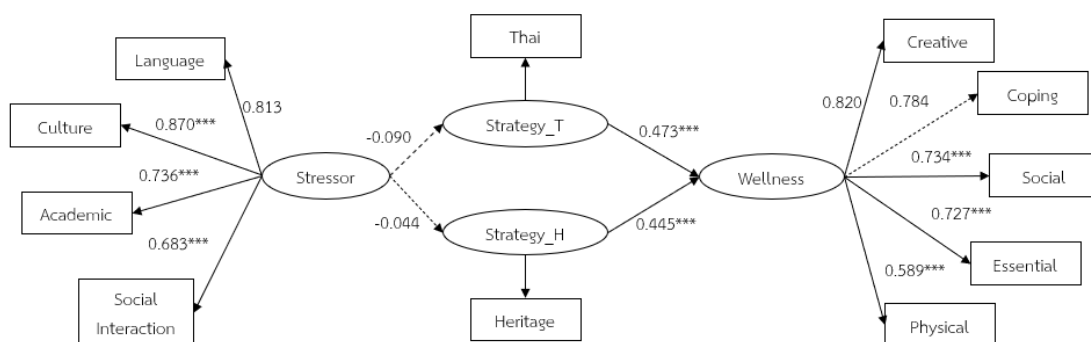 Thai
Creative
Language
Coping
0.813
0.820
0.784
Culture
0.870***
-0.090
Strategy_T
0.473***
0.736***
Stressor
Wellness
0.734***
Social
Academic
-0.044
0.727***
0.683***
Strategy_H
0.445***
0.589***
Essential
Social
Interaction
Heritage
Physical